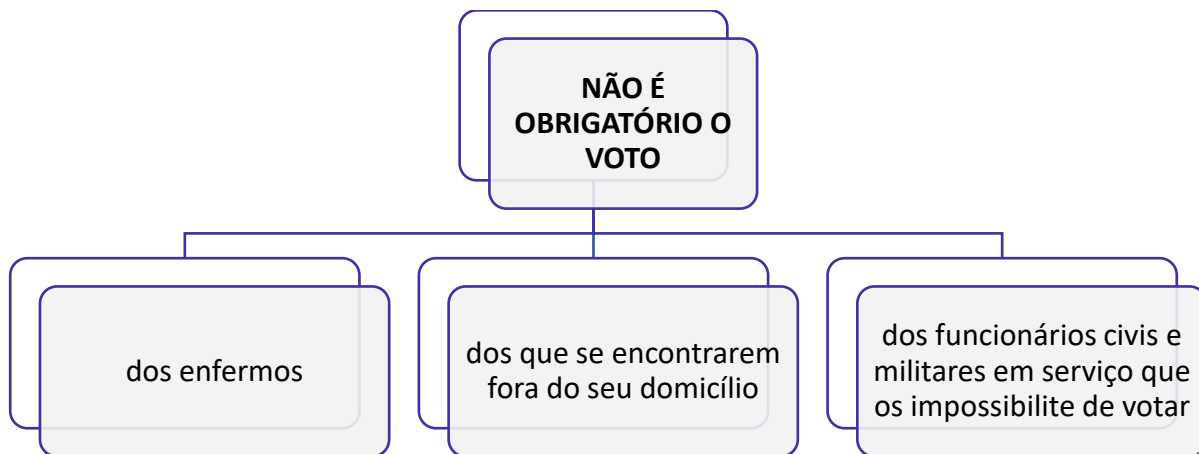 NÃO É
OBRIGATÓRIO O
VOTO
dos enfermos
dos que se encontrarem
fora do seu domicílio
dos funcionários civis e
militares em serviço que
os impossibilite de votar